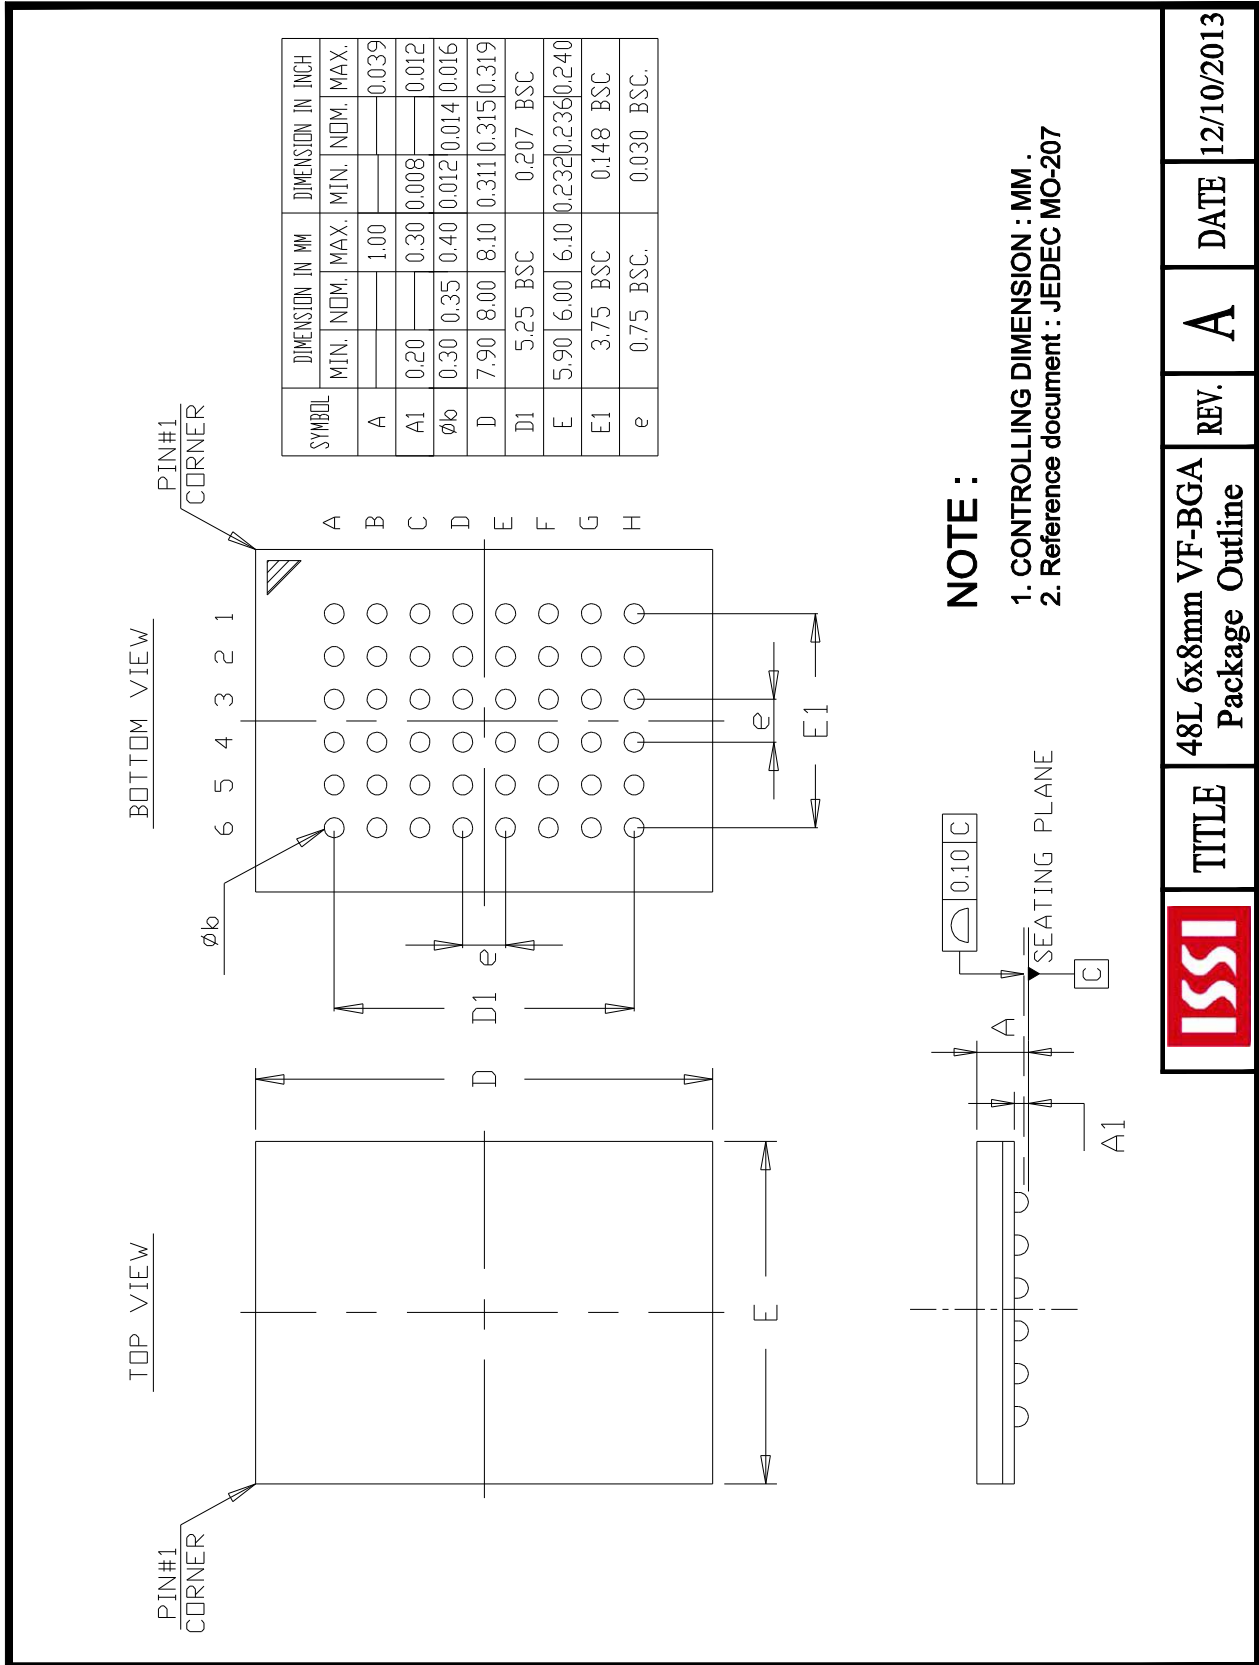 TOP VIEW
BOTTOM VIEW
PIN#1
CORNER
PIN#1
CORNER
Øb
6 5 4 3 2 1
A
B
C
D
E
F
G
H
D
D1
e
E
e
E1
SYMBOL DIMENSION IN MM DIMENSION IN INCH
MIN. NOM. MAX. MIN. NOM. MAX.
A 1.00 0.039
A1 0.20 0.30 0.008 0.012
Øb 0.30 0.35 0.40 0.012 0.014 0.016
D 7.90 8.00 8.10 0.311 0.315 0.319
D1 5.25 BSC 0.207 BSC
E 5.90 6.00 6.10 0.232 0.236 0.240
E1 3.75 BSC 0.148 BSC
e 0.75 BSC. 0.030 BSC.
0.10 C
A
SEATING PLANE
C
A1
NOTE :
1. CONTROLLING DIMENSION : MM .
2. Reference document : JEDEC MO-207
ISSI
TITLE
48L 6x8mm VF-BGA
Package Outline
REV.
A
DATE
12/10/2013